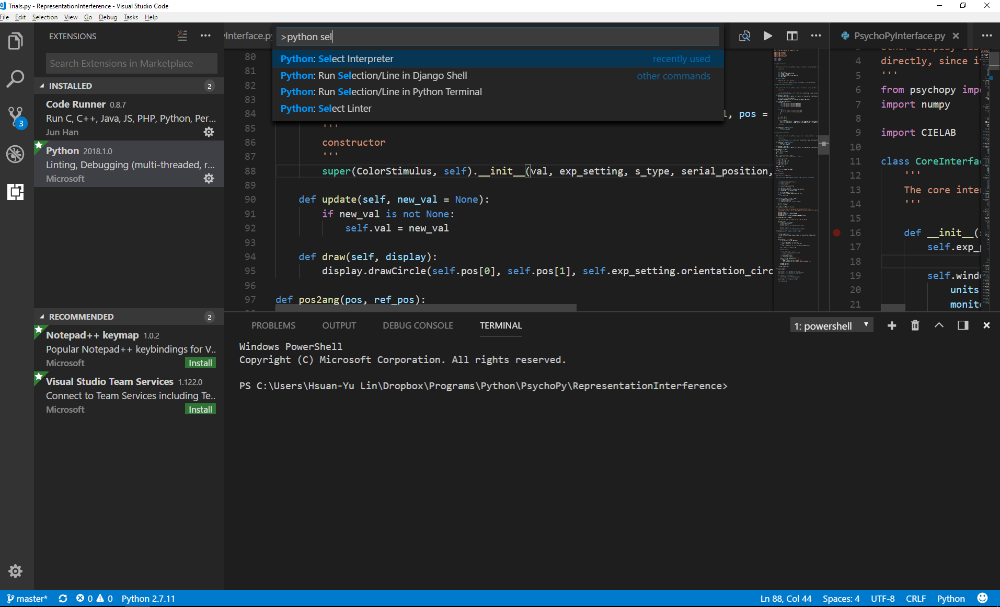 Trials.py - RepresentationInterference - Visual Studio Code
File Edit Selection View Go Debug Tasks Help
EXTENSIONS
Search Extensions in Marketplace
INSTALLED 2
Code Runner 0.8.7
Run C, C++, Java, JS, PHP, Python, Per...
Jun Han
Python 2018.1.0
Linting, Debugging (multi-threaded, r...
Microsoft
3
RECOMMENDED 2
Notepad++ keymap 1.0.2
Popular Notepad++ keybindings for V..
Microsoft Install
Visual Studio Team Services 1.122.0
Connect to Team Services including Te..
Microsoft Install
Interface.py
>python sel
Python: Select Interpreter recently used
Python: Run Selection/Line in Django Shell other commands
Python: Run Selection/Line in Python Terminal
Python: Select Linter
80
81
82
83
84 , pos =
85 '''
86 constructor
87 '''
88 super(ColorStimulus, self).__init__(val, exp_setting, s_type, serial_position,
89
90 def update(self, new_val = None):
91 if new_val is not None:
92 self.val = new_val
93
94 def draw(self, display):
95 display.drawCircle(self.pos[0], self.pos[1], self.exp_setting.orientation_circ
96
97 def pos2ang(pos, ref_pos):
PsychoPyInterface.py
4 directly, since i
5 '''
6 from psychopy impo
7 import numpy
8
9 import CIELAB
10
11 class CoreInterfa
12 '''
13 The core inte
14 '''
15
16 def __init__(s
17 self.exp_
18
19 self.wind
20 units
21 monit
PROBLEMS OUTPUT DEBUG CONSOLE TERMINAL 1: powershell
Windows PowerShell
Copyright (C) Microsoft Corporation. All rights reserved.
PS C:\Users\Hsuan-Yu Lin\Dropbox\Programs\Python\PsychoPy\RepresentationInterference>
master* 0 0 Python 2.7.11 Ln 88, Col 44 Spaces: 4 UTF-8 CRLF Python